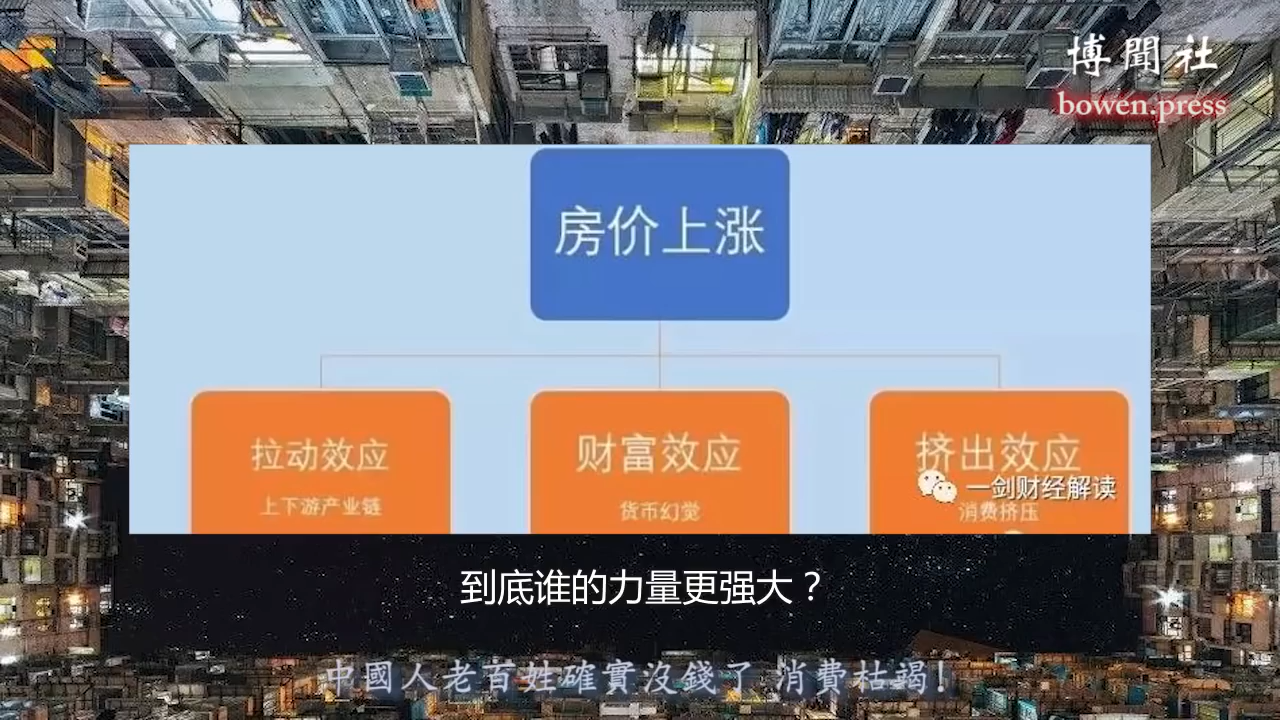 博聞社
bowen.press
房价上涨
拉动效应
上下游产业链
财富效应
货币幻觉
挤出效应
一剑财经解读
消费挤压
到底谁的力量更强大？
中國人老百姓確實沒錢了 消費枯竭！